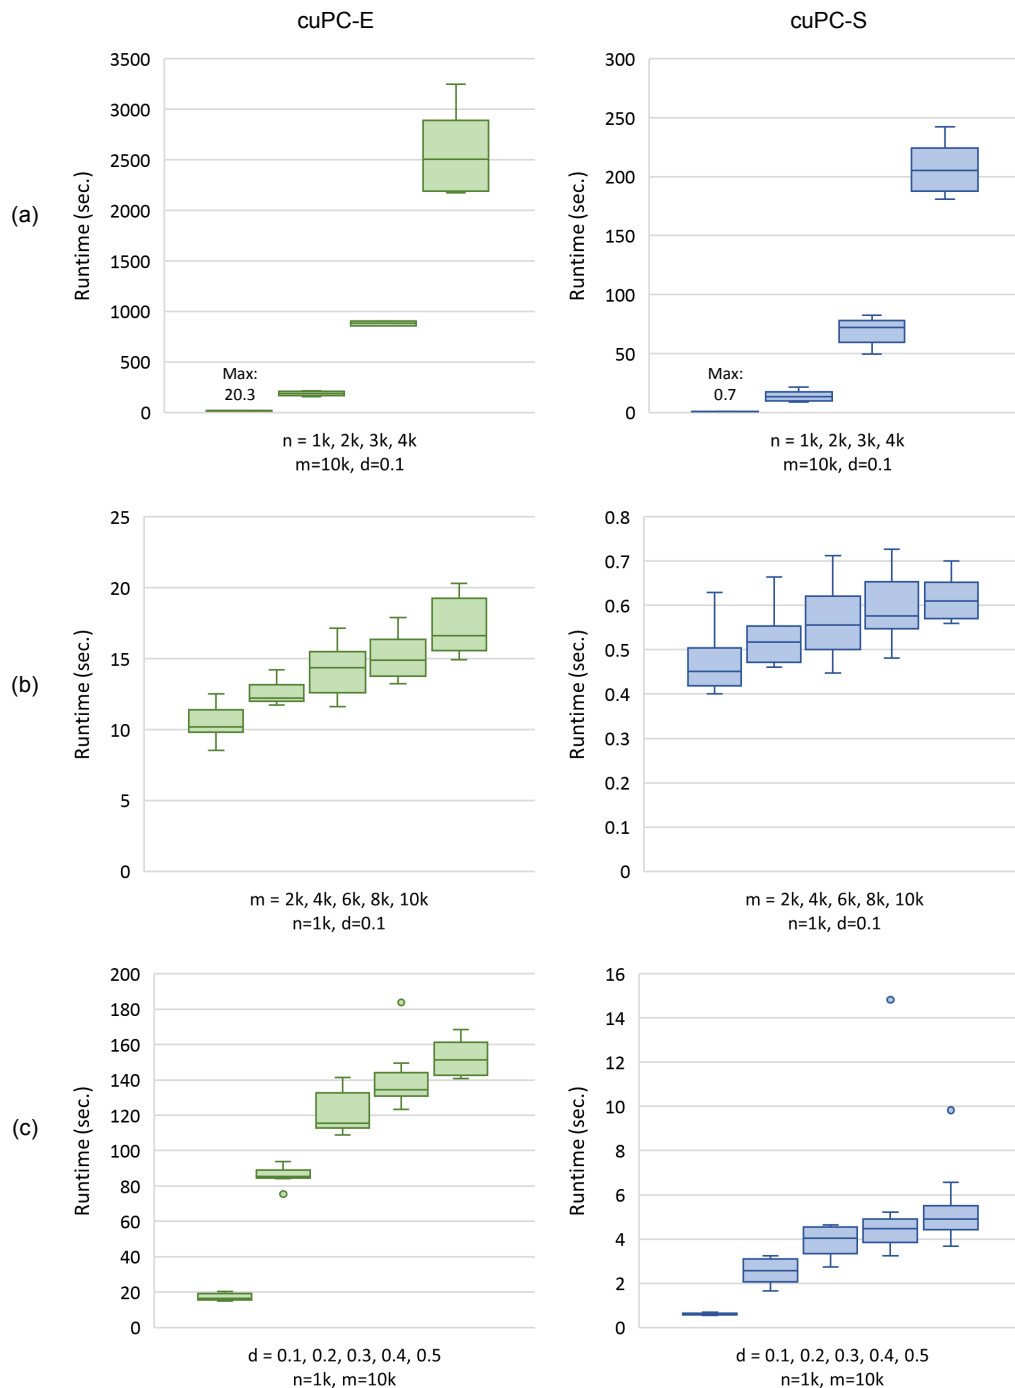 cuPC-E
cuPC-S
(a)
Runtime (sec.)
3500
3000
2500
2000
1500
1000
500
0
Max:
20.3
n = 1k, 2k, 3k, 4k
m=10k, d=0.1
Runtime (sec.)
300
250
200
150
100
50
0
Max:
0.7
n = 1k, 2k, 3k, 4k
m=10k, d=0.1
(b)
Runtime (sec.)
25
20
15
10
5
0
m = 2k, 4k, 6k, 8k, 10k
n=1k, d=0.1
Runtime (sec.)
0.8
0.7
0.6
0.5
0.4
0.3
0.2
0.1
0
m = 2k, 4k, 6k, 8k, 10k
n=1k, d=0.1
(c)
Runtime (sec.)
200
180
160
140
120
100
80
60
40
20
0
d = 0.1, 0.2, 0.3, 0.4, 0.5
n=1k, m=10k
Runtime (sec.)
16
14
12
10
8
6
4
2
0
d = 0.1, 0.2, 0.3, 0.4, 0.5
n=1k, m=10k